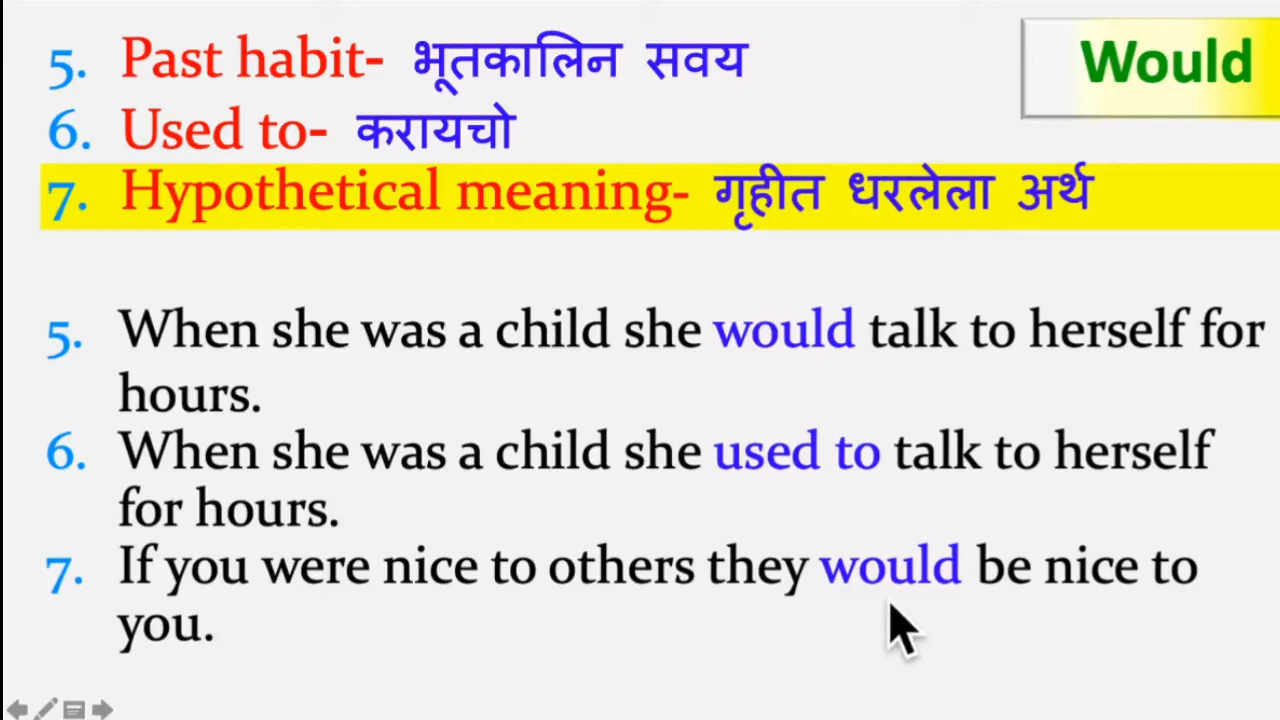 Would
5. Past habit- भूतकालिन सवय
6. Used to- करायचो
7. Hypothetical meaning- गृहीत धरलेला अर्थ
5. When she was a child she would talk to herself for
hours.
6. When she was a child she used to talk to herself
for hours.
7. If you were nice to others they would be nice to
you.